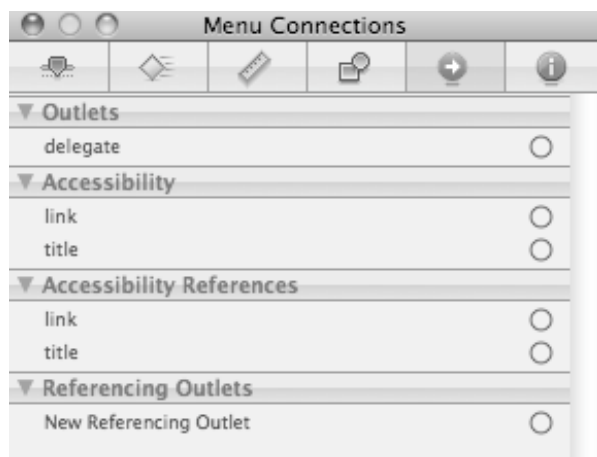 Menu Connections
Outlets
delegate
Accessibility
link
title
Accessibility References
link
title
Referencing Outlets
New Referencing Outlet